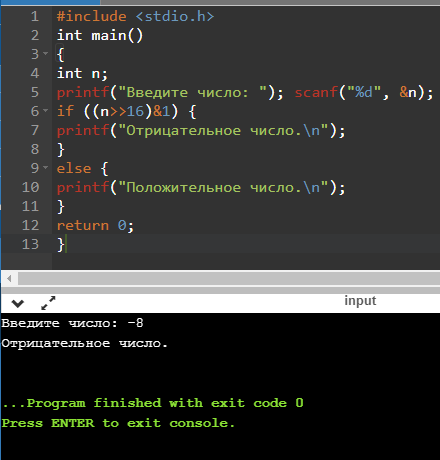 1 #include <stdio.h>
2 int main()
3 {
4 int n;
5 printf("Введите число: "); scanf("%d", &n);
6 if ((n>>16)&1) {
7 printf("Отрицательное число.\n");
8 }
9 else {
10 printf("Положительное число.\n");
11 }
12 return 0;
13 }
input
Введите число: -8
Отрицательное число.
...Program finished with exit code 0
Press ENTER to exit console.